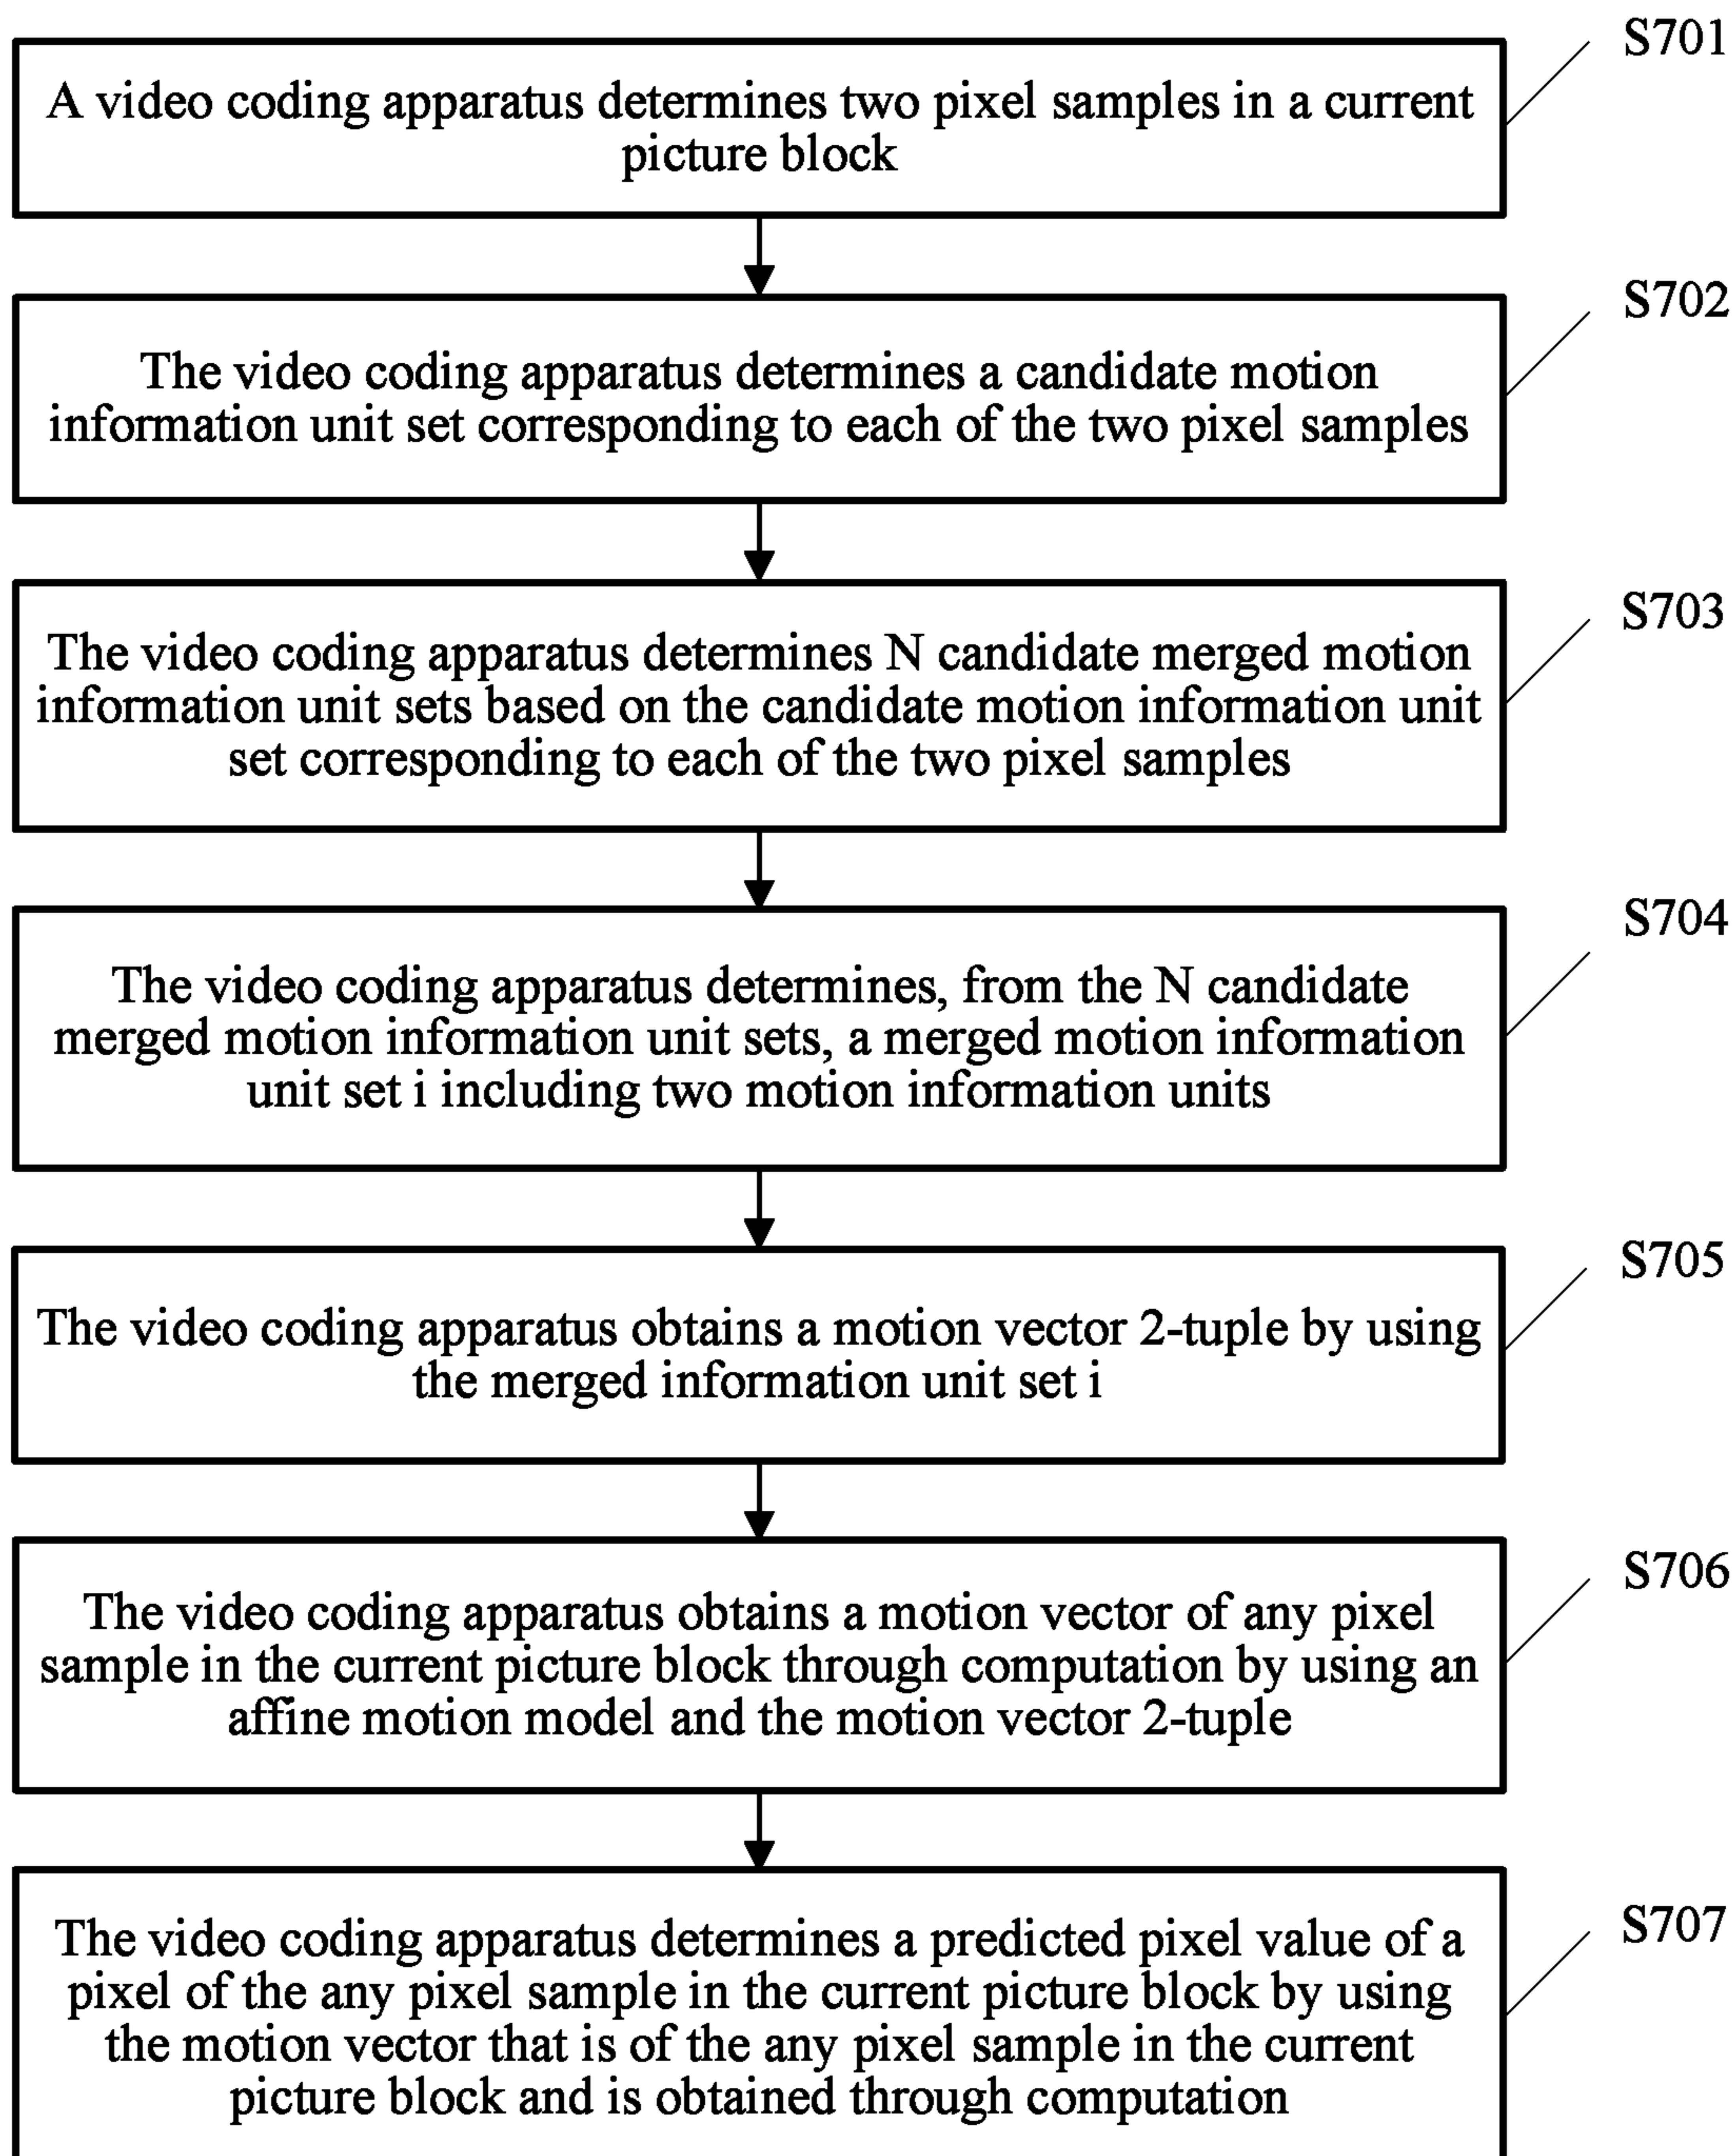 S701
A video coding apparatus determines two pixel samples in a current
picture block
S702
The video coding apparatus determines a candidate motion
information unit set corresponding to each of the two pixel samples
S703
The video coding apparatus determines N candidate merged motion
information unit sets based on the candidate motion information unit
set corresponding to each of the two pixel samples
S704
The video coding apparatus determines, from the N candidate
merged motion information unit sets, a merged motion information
unit set i including two motion information units
S705
The video coding apparatus obtains a motion vector 2-tuple by using
the merged information unit set i
S706
The video coding apparatus obtains a motion vector of any pixel
sample in the current picture block through computation by using an
affine motion model and the motion vector 2-tuple
S707
The video coding apparatus determines a predicted pixel value of a
pixel of the any pixel sample in the current picture block by using
the motion vector that is of the any pixel sample in the current
picture block and is obtained through computation